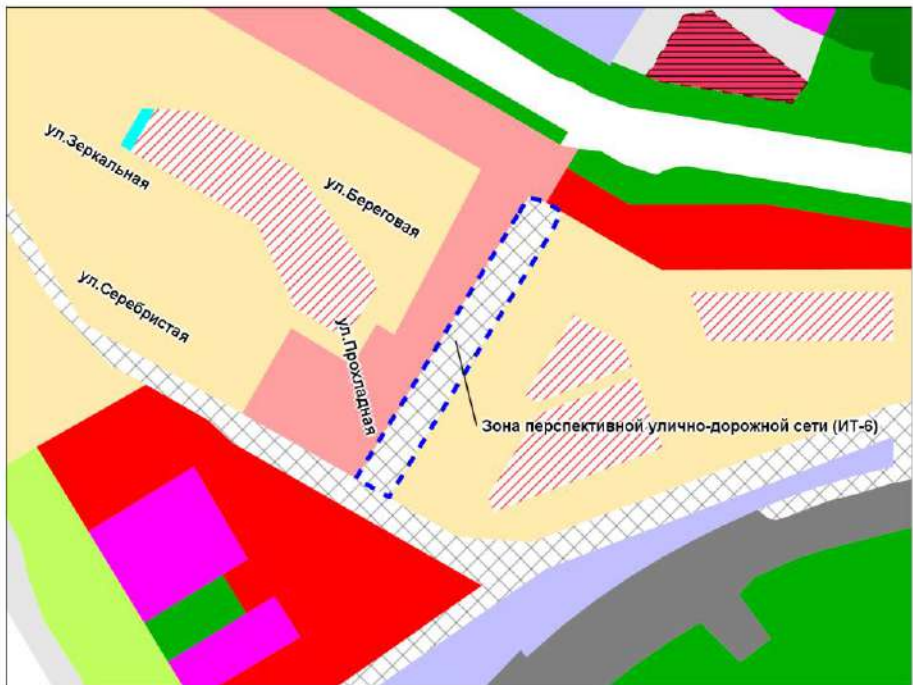 ул.Зеркальная
ул.Береговая
ул.Серебристая
ул.Прохладная
Зона перспективной улично-дорожной сети (ИТ-6)